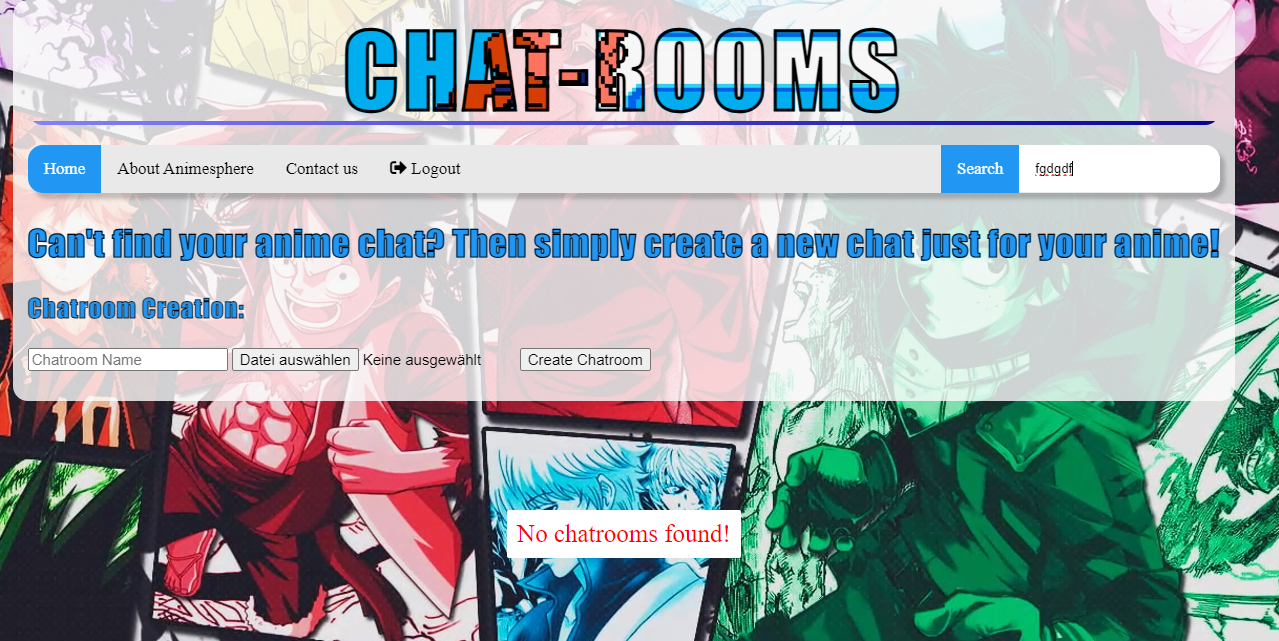 CHAT-ROOMS
Home About Animesphere Contact us Logout Search fgdgdf
Can't find your anime chat? Then simply create a new chat just for your anime!
Chatroom Creation:
Chatroom Name Datei auswählen Keine ausgewählt Create Chatroom
No chatrooms found!